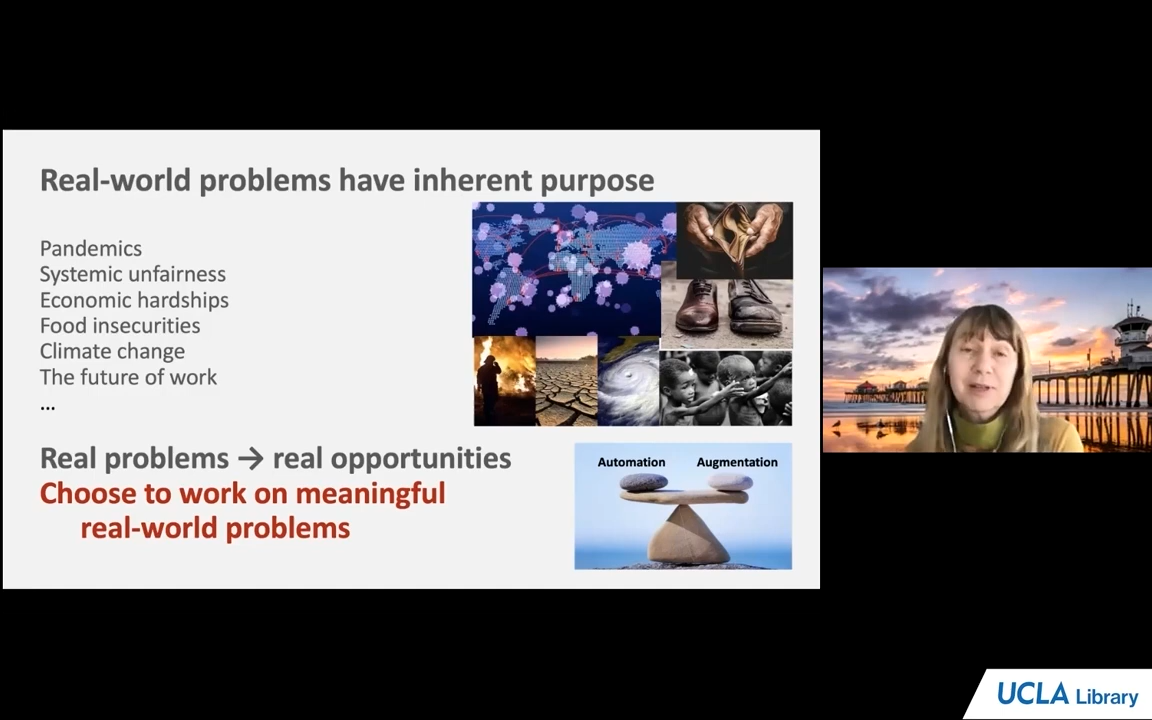 Real-world problems have inherent purpose
Pandemics
Systemic unfairness
Economic hardships
Food insecurities
Climate change
The future of work
...
Real problems → real opportunities
Choose to work on meaningful
real-world problems
Automation Augmentation
UCLA Library